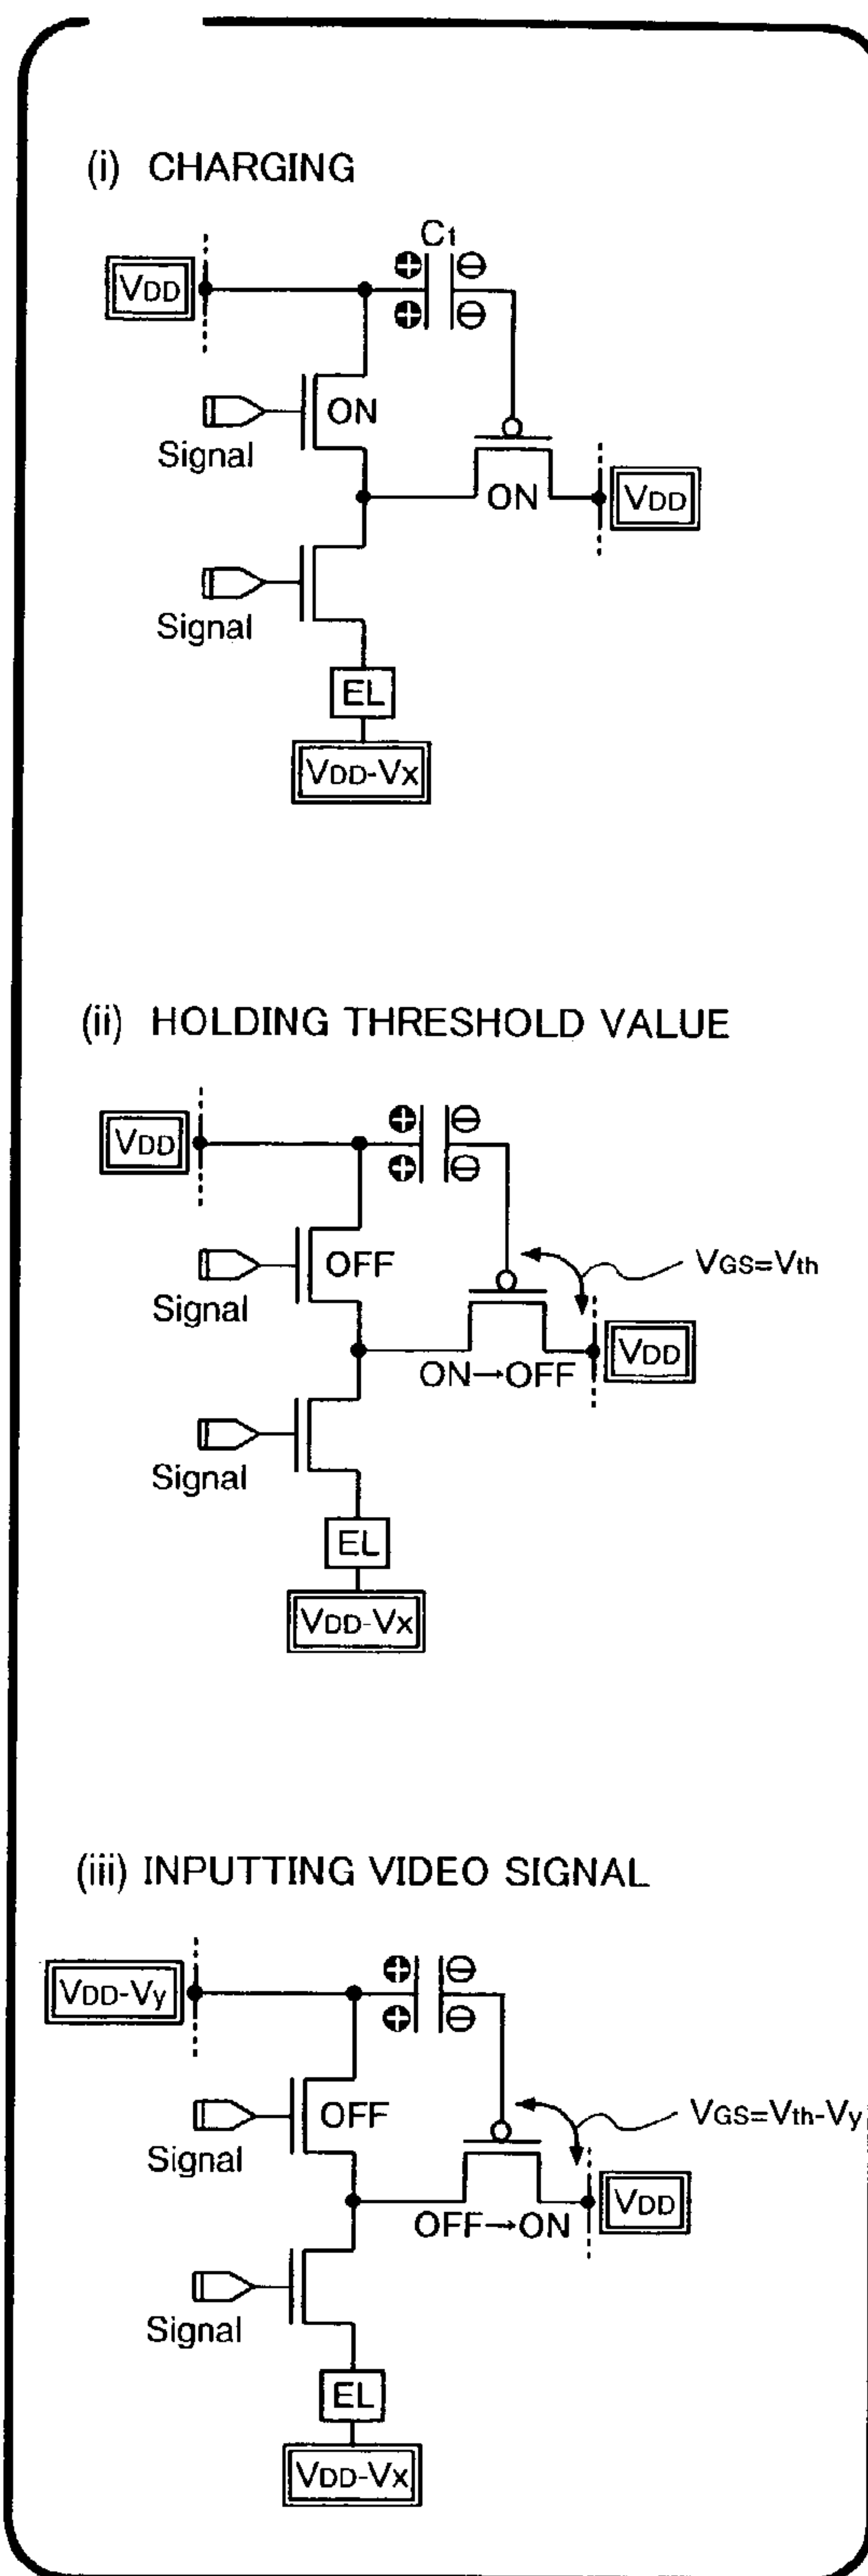 (i) CHARGING
C1
VDD
ON
Signal
ON
VDD
Signal
EL
VDD-Vx
(ii) HOLDING THRESHOLD VALUE
VDD
OFF
VGS=Vth
Signal
VDD
ON→OFF
Signal
EL
VDD-Vx
(iii) INPUTTING VIDEO SIGNAL
VDD-Vy
OFF
VGS=Vth-Vy
Signal
VDD
OFF→ON
Signal
EL
VDD-Vx